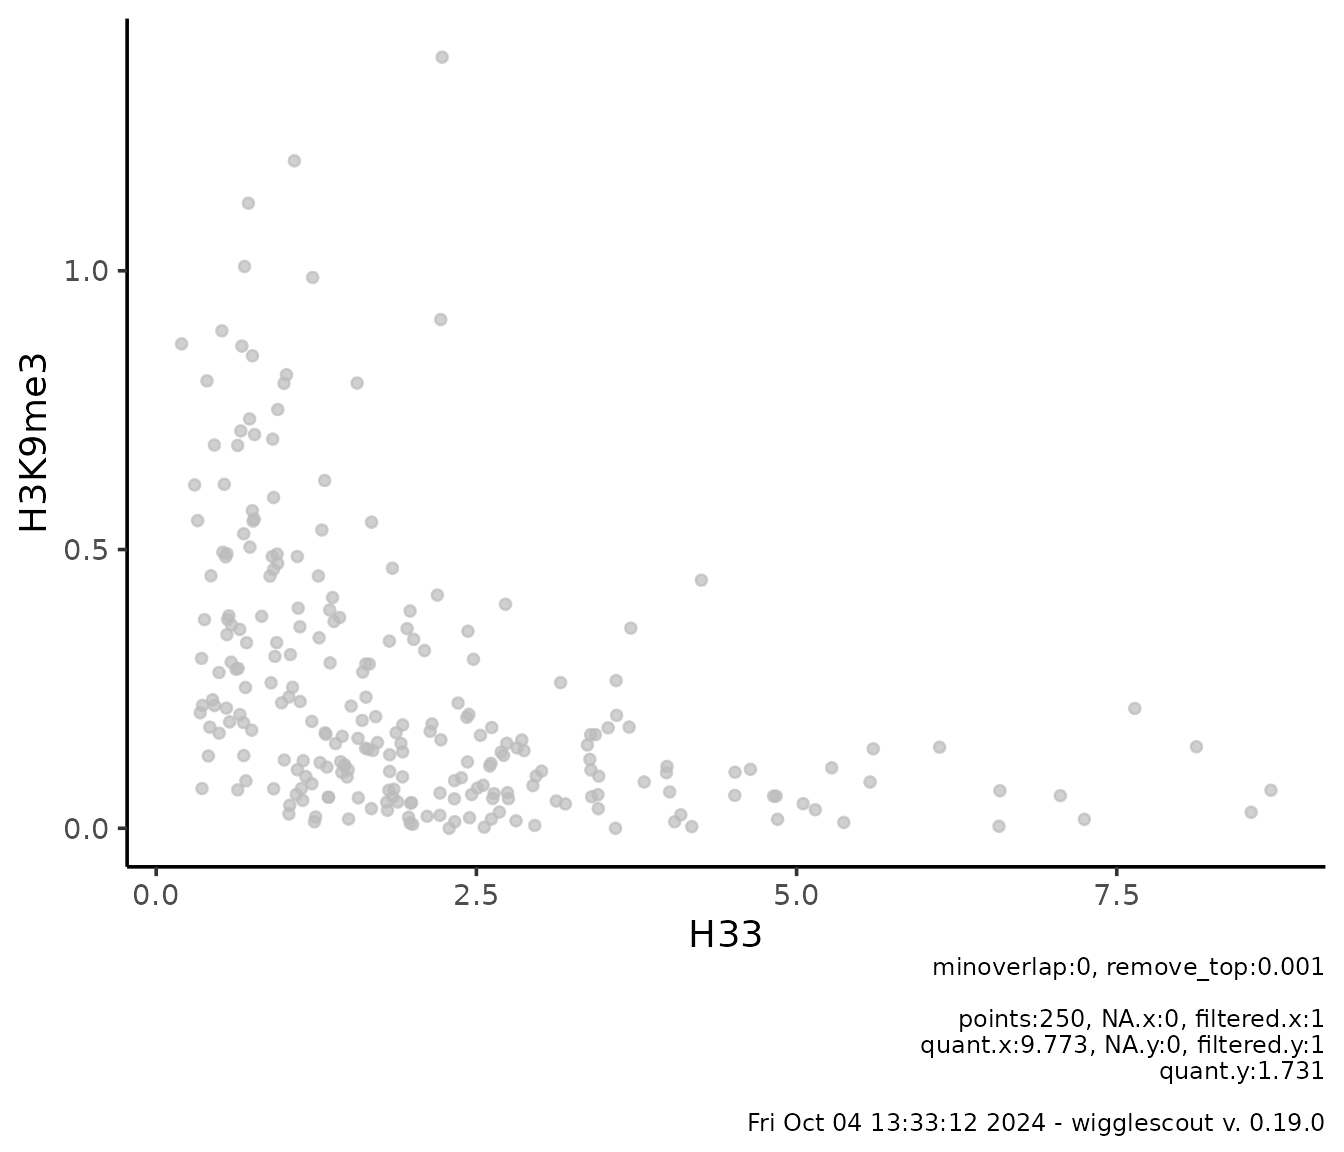 H3K9me3
1.0
0.5
0.0
0.0 2.5 5.0 7.5
H33
minoverlap:0, remove_top:0.001
points:250, NA.x:0, filtered.x:1
quant.x:9.773, NA.y:0, filtered.y:1
quant.y:1.731
Fri Oct 04 13:33:12 2024 - wigglescout v. 0.19.0